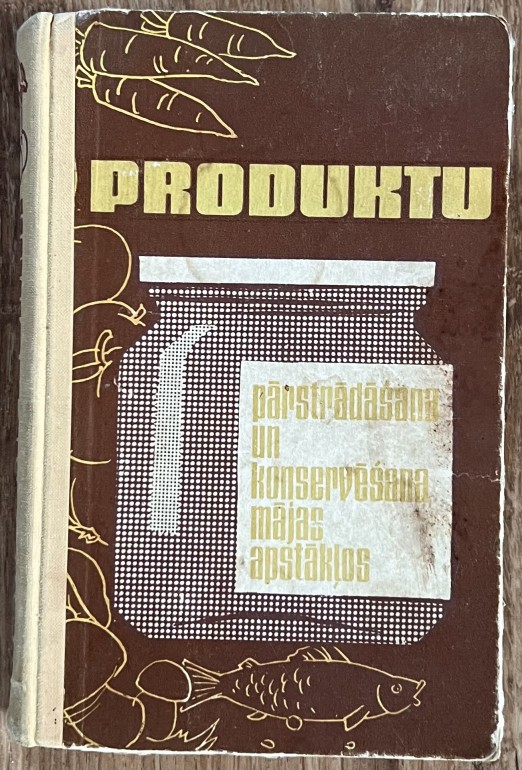 PRODUKTU
pārstrādāšana
un
konservēšana
mājas
apstākļos